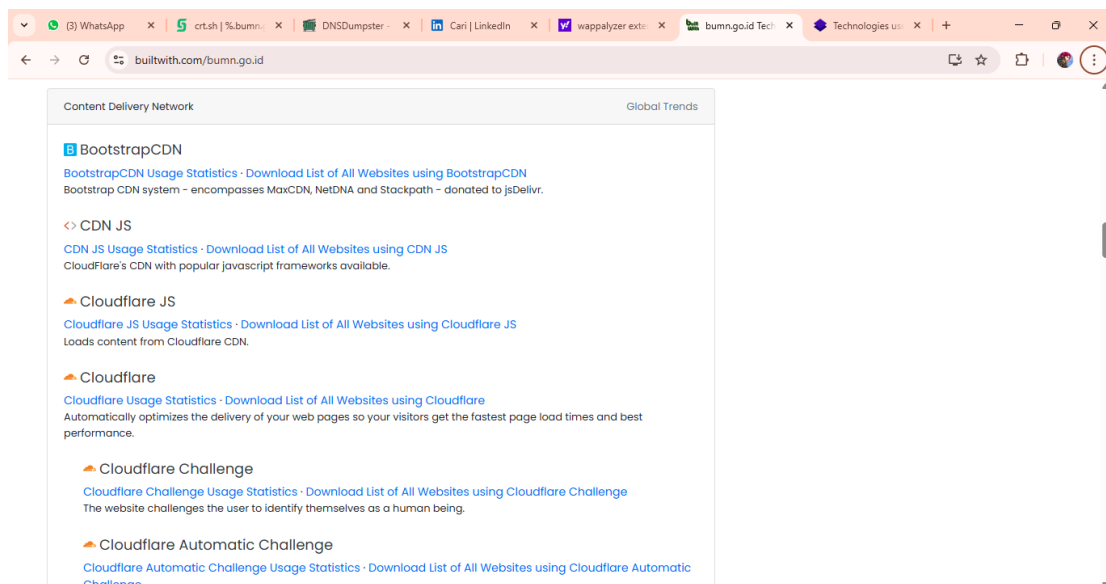 (3) WhatsApp
crt.sh | %.bumn.
DNSDumpster -
Cari | LinkedIn
wappalyzer exte
bumn.go.id Tech
Technologies us
builtwith.com/bumn.go.id
Content Delivery Network
Global Trends
BootstrapCDN
BootstrapCDN Usage Statistics · Download List of All Websites using BootstrapCDN
Bootstrap CDN system - encompasses MaxCDN, NetDNA and Stackpath - donated to jsDelivr.
CDN JS
CDN JS Usage Statistics · Download List of All Websites using CDN JS
CloudFlare's CDN with popular javascript frameworks available.
Cloudflare JS
Cloudflare JS Usage Statistics · Download List of All Websites using Cloudflare JS
Loads content from Cloudflare CDN.
Cloudflare
Cloudflare Usage Statistics · Download List of All Websites using Cloudflare
Automatically optimizes the delivery of your web pages so your visitors get the fastest page load times and best
performance.
Cloudflare Challenge
Cloudflare Challenge Usage Statistics · Download List of All Websites using Cloudflare Challenge
The website challenges the user to identify themselves as a human being.
Cloudflare Automatic Challenge
Cloudflare Automatic Challenge Usage Statistics · Download List of All Websites using Cloudflare Automatic
Challenge